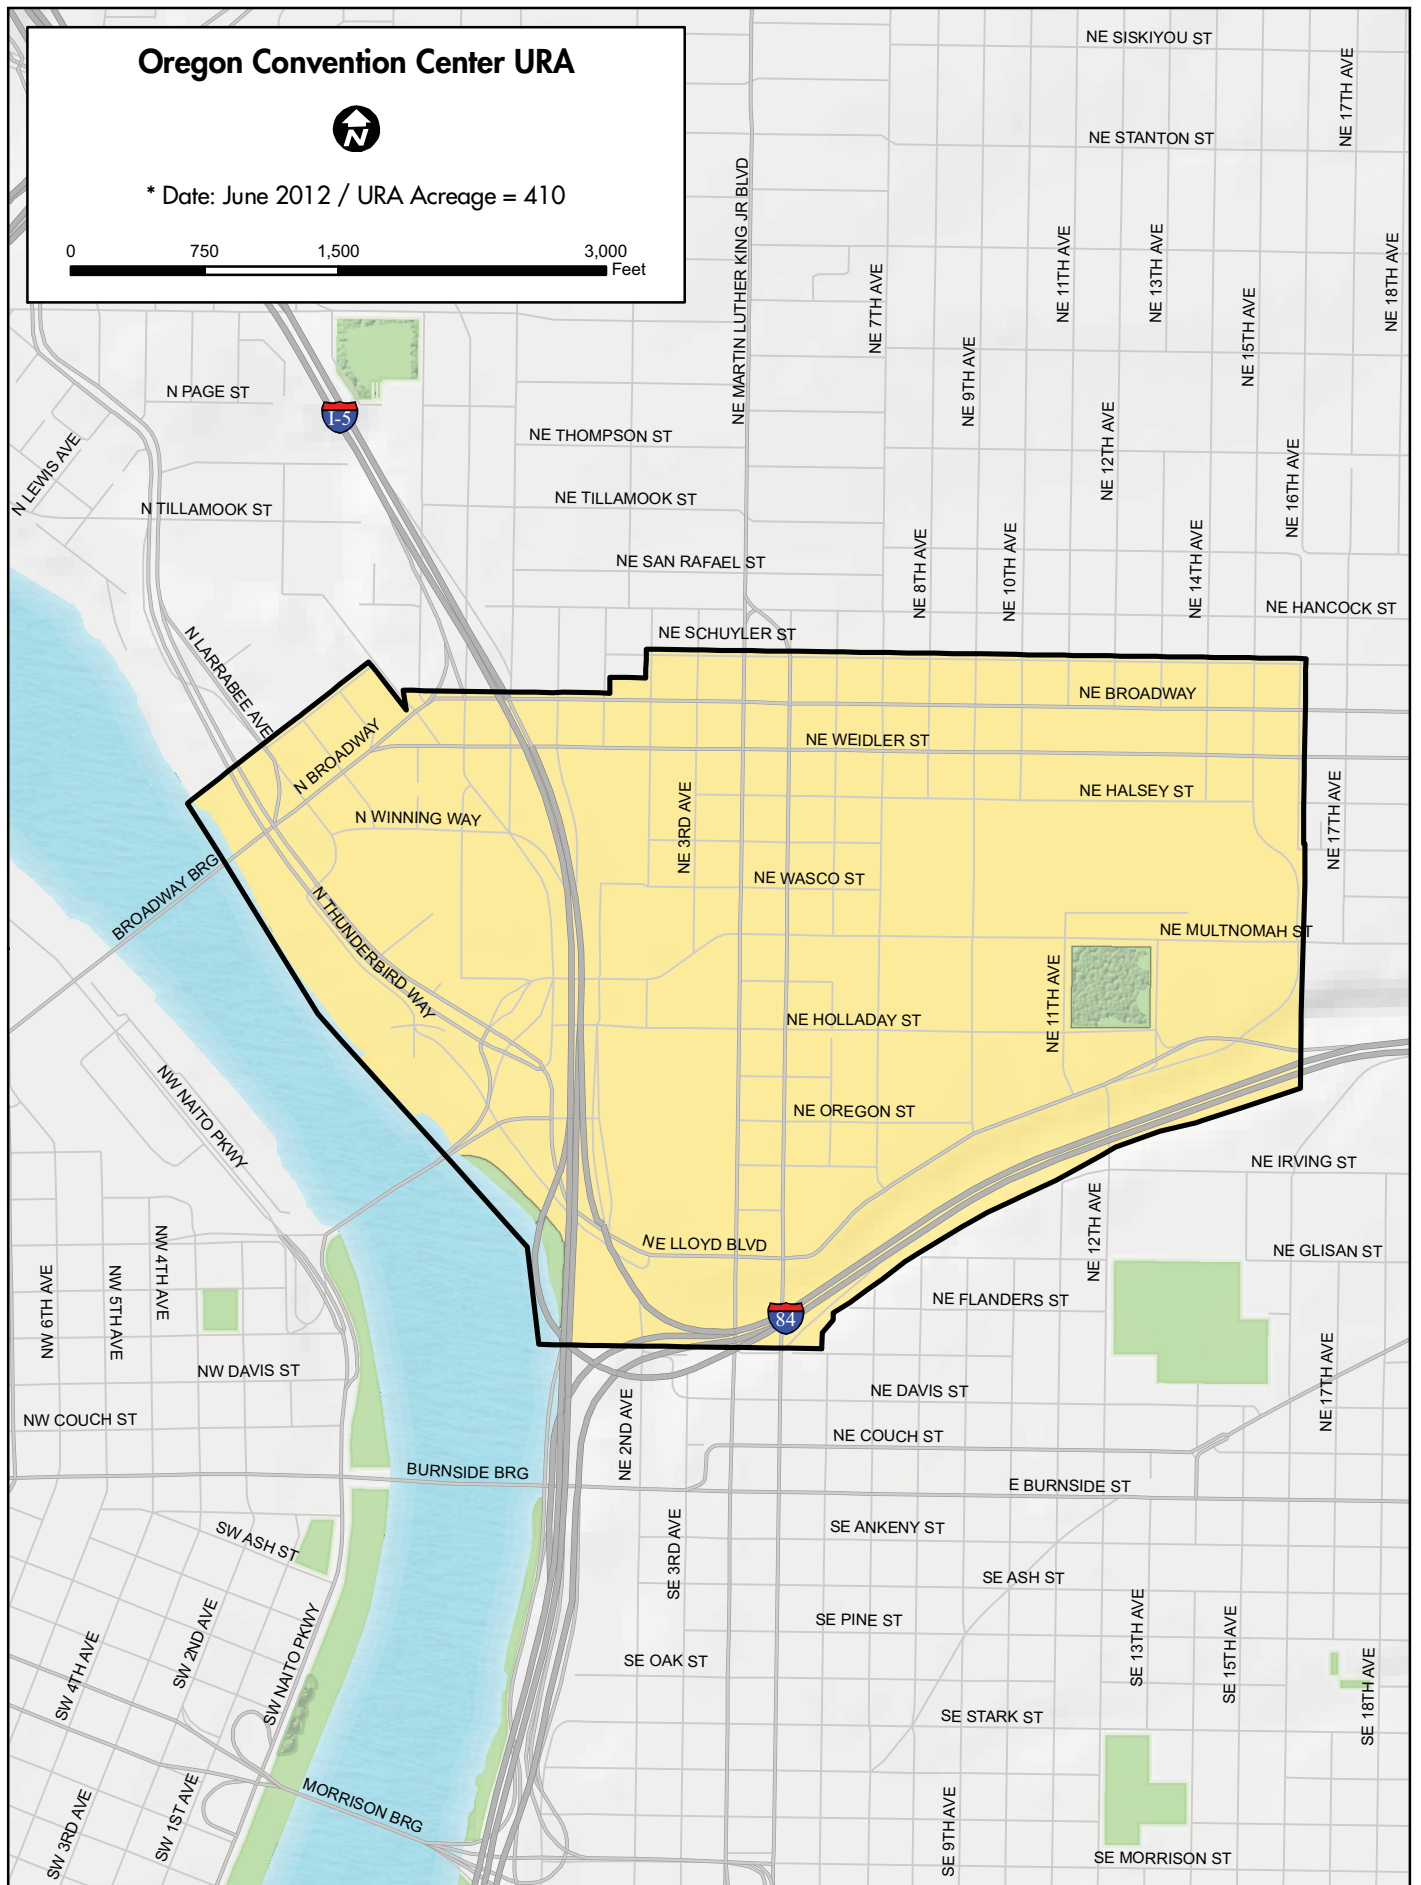 Oregon Convention Center URA
N
* Date: June 2012 / URA Acreage = 410
0 750 1,500 3,000
Feet
NE SISKIYOU ST
NE 17TH AVE
NE STANTON ST
NE MARTIN LUTHER KING JR BLVD
NE 7TH AVE
NE 11TH AVE
NE 13TH AVE
NE 18TH AVE
NE 15TH AVE
NE 9TH AVE
N PAGE ST
I-5
NE THOMPSON ST
NE 12TH AVE
NE 16TH AVE
N LEWIS AVE
N TILLAMOOK ST
NE TILLAMOOK ST
NE SAN RAFAEL ST
NE 8TH AVE
NE 10TH AVE
NE 14TH AVE
NE HANCOCK ST
NE SCHUYLER ST
N LARRABEE AVE
NE BROADWAY
N BROADWAY
NE WEIDLER ST
NE HALSEY ST
NE 17TH AVE
N WINNING WAY
NE 3RD AVE
NE WASCO ST
BROADWAY BRG
N THUNDERBIRD WAY
NE MULTNOMAH ST
NE 11TH AVE
NE HOLLADAY ST
NW NAITO PKWY
NE OREGON ST
NE IRVING ST
NE 12TH AVE
NE LLOYD BLVD
NE GLISAN ST
NW 6TH AVE
NW 5TH AVE
NW 4TH AVE
NE FLANDERS ST
84
NW DAVIS ST
NE 17TH AVE
NE DAVIS ST
NW COUCH ST
NE 2ND AVE
NE COUCH ST
BURNSIDE BRG
E BURNSIDE ST
SW ASH ST
SE 3RD AVE
SE ANKENY ST
SE ASH ST
SW 2ND AVE
SW NAITO PKWY
SE PINE ST
SE 13TH AVE
SE 15TH AVE
SW 4TH AVE
SE OAK ST
SE 18TH AVE
SE STARK ST
MORRISON BRG
SW 3RD AVE
SW 1ST AVE
SE 9TH AVE
SE MORRISON ST